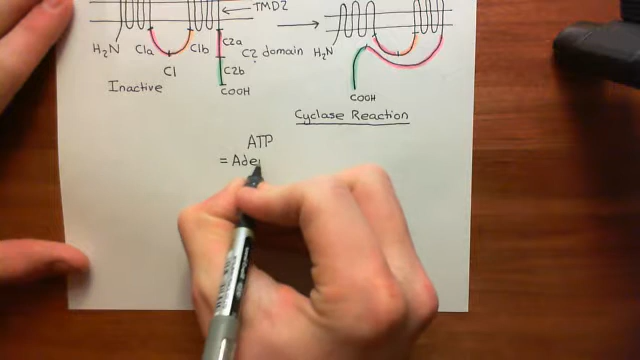 TMD2
H₂N
C1a
C1b
C1
C2a
C2 domain
C2b
COOH
Inactive
H₂N
COOH
Cyclase Reaction
ATP
= Ade